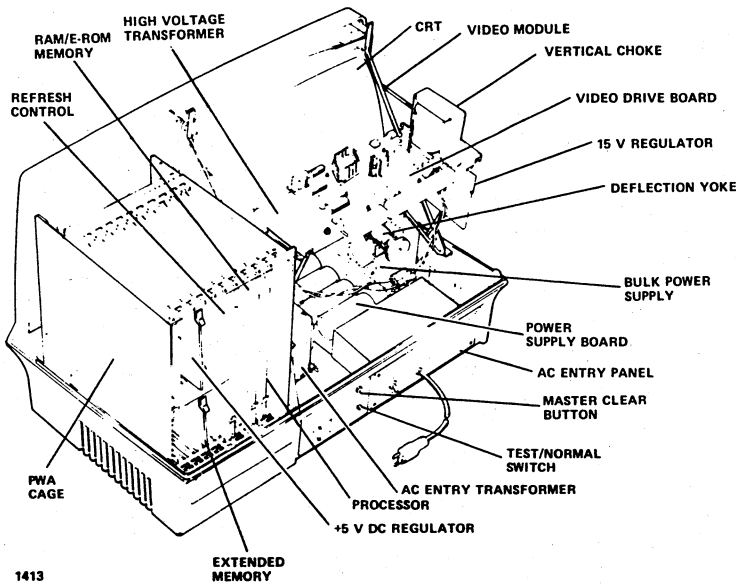 HIGH VOLTAGE
TRANSFORMER
RAM/E-ROM
MEMORY
REFRESH
CONTROL
CRT
VIDEO MODULE
VERTICAL CHOKE
VIDEO DRIVE BOARD
15 V REGULATOR
DEFLECTION YOKE
BULK POWER
SUPPLY
POWER
SUPPLY BOARD
AC ENTRY PANEL
MASTER CLEAR
BUTTON
TEST/NORMAL
SWITCH
AC ENTRY TRANSFORMER
PROCESSOR
+5 V DC REGULATOR
PWA
CAGE
EXTENDED
MEMORY
1413